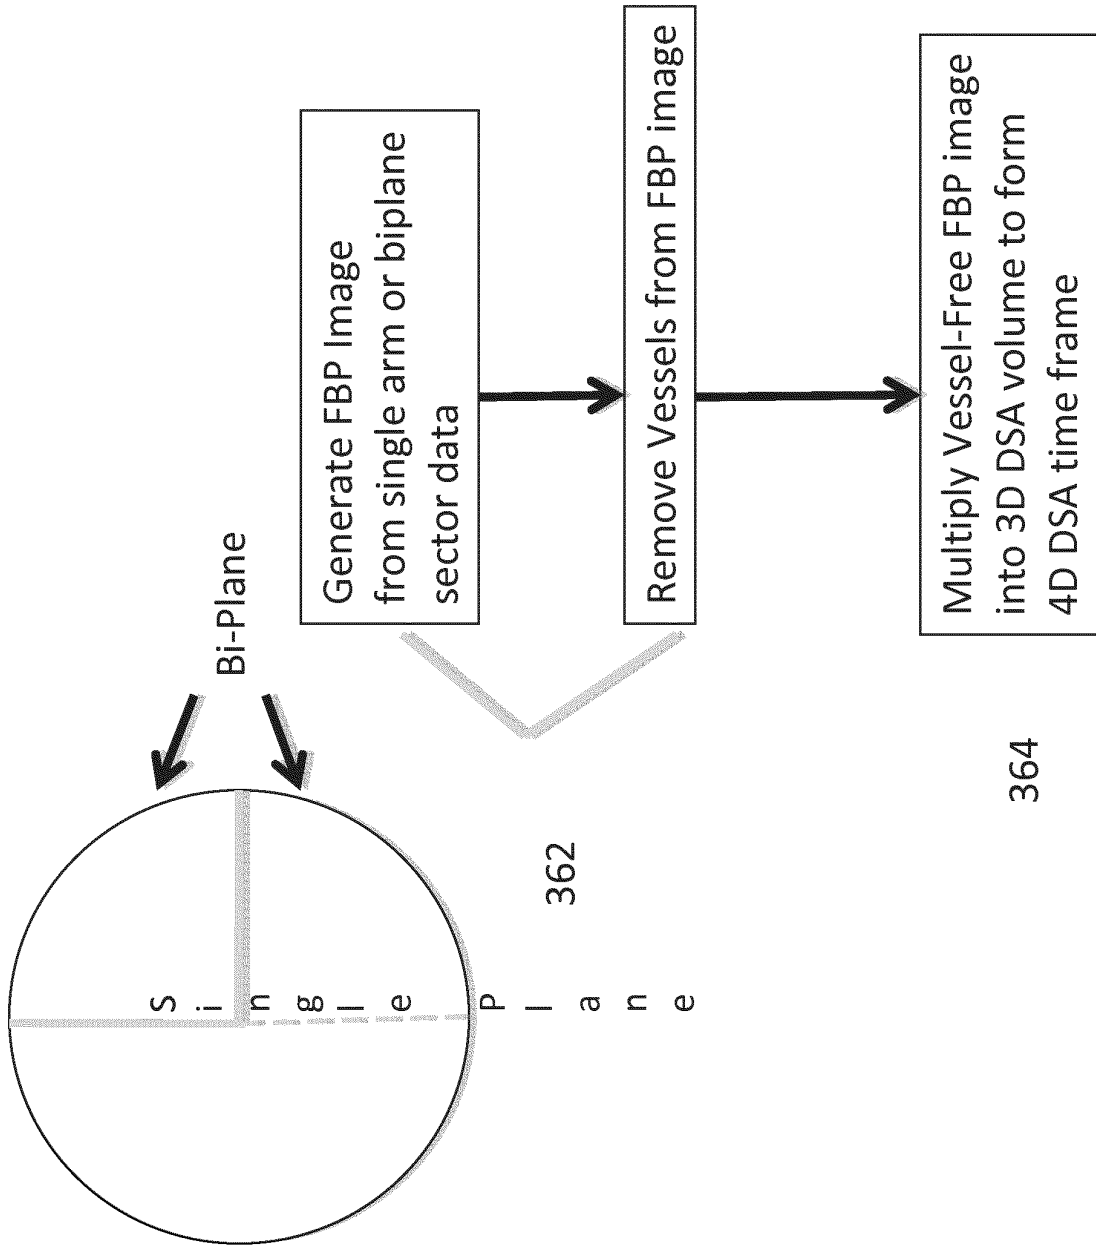 Bi-Plane
Single Plane
Generate FBP Image
from single arm or biplane
sector data
Remove Vessels from FBP image
362
Multiply Vessel-Free FBP image
into 3D DSA volume to form
4D DSA time frame
364